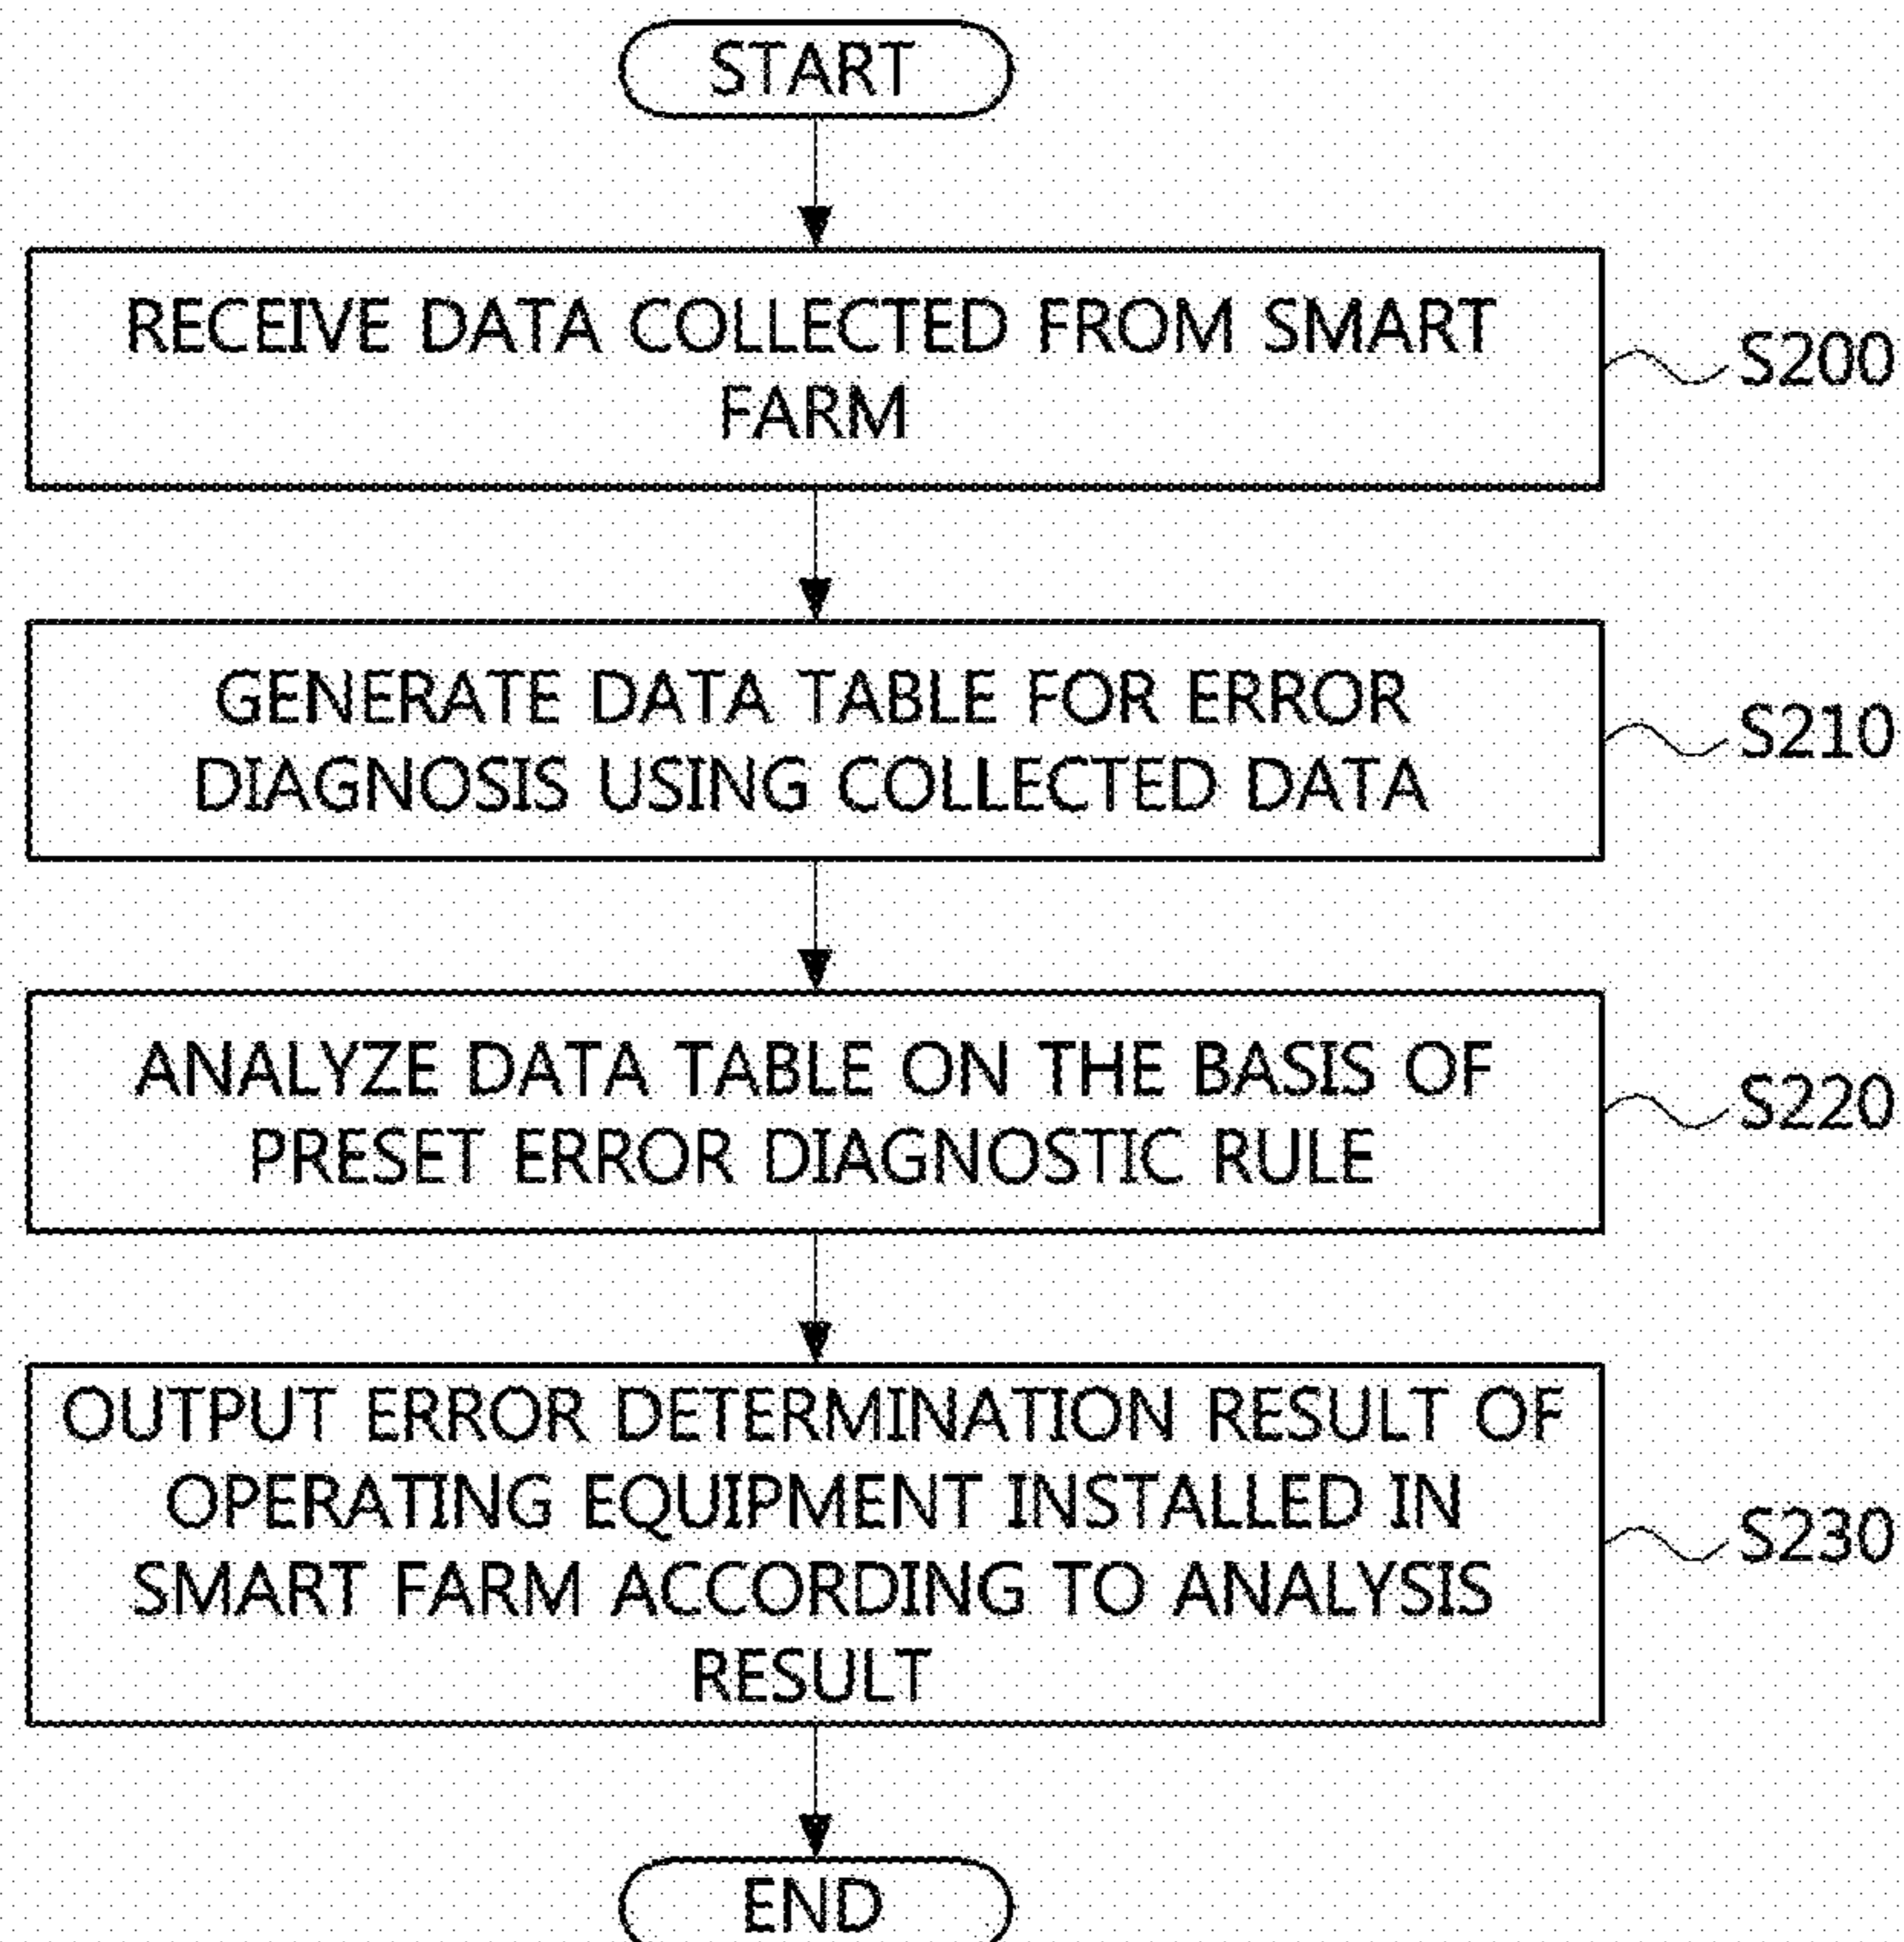 START
RECEIVE DATA COLLECTED FROM SMART
FARM
S200
GENERATE DATA TABLE FOR ERROR
DIAGNOSIS USING COLLECTED DATA
S210
ANALYZE DATA TABLE ON THE BASIS OF
PRESET ERROR DIAGNOSTIC RULE
S220
OUTPUT ERROR DETERMINATION RESULT OF
OPERATING EQUIPMENT INSTALLED IN
SMART FARM ACCORDING TO ANALYSIS
RESULT
S230
END